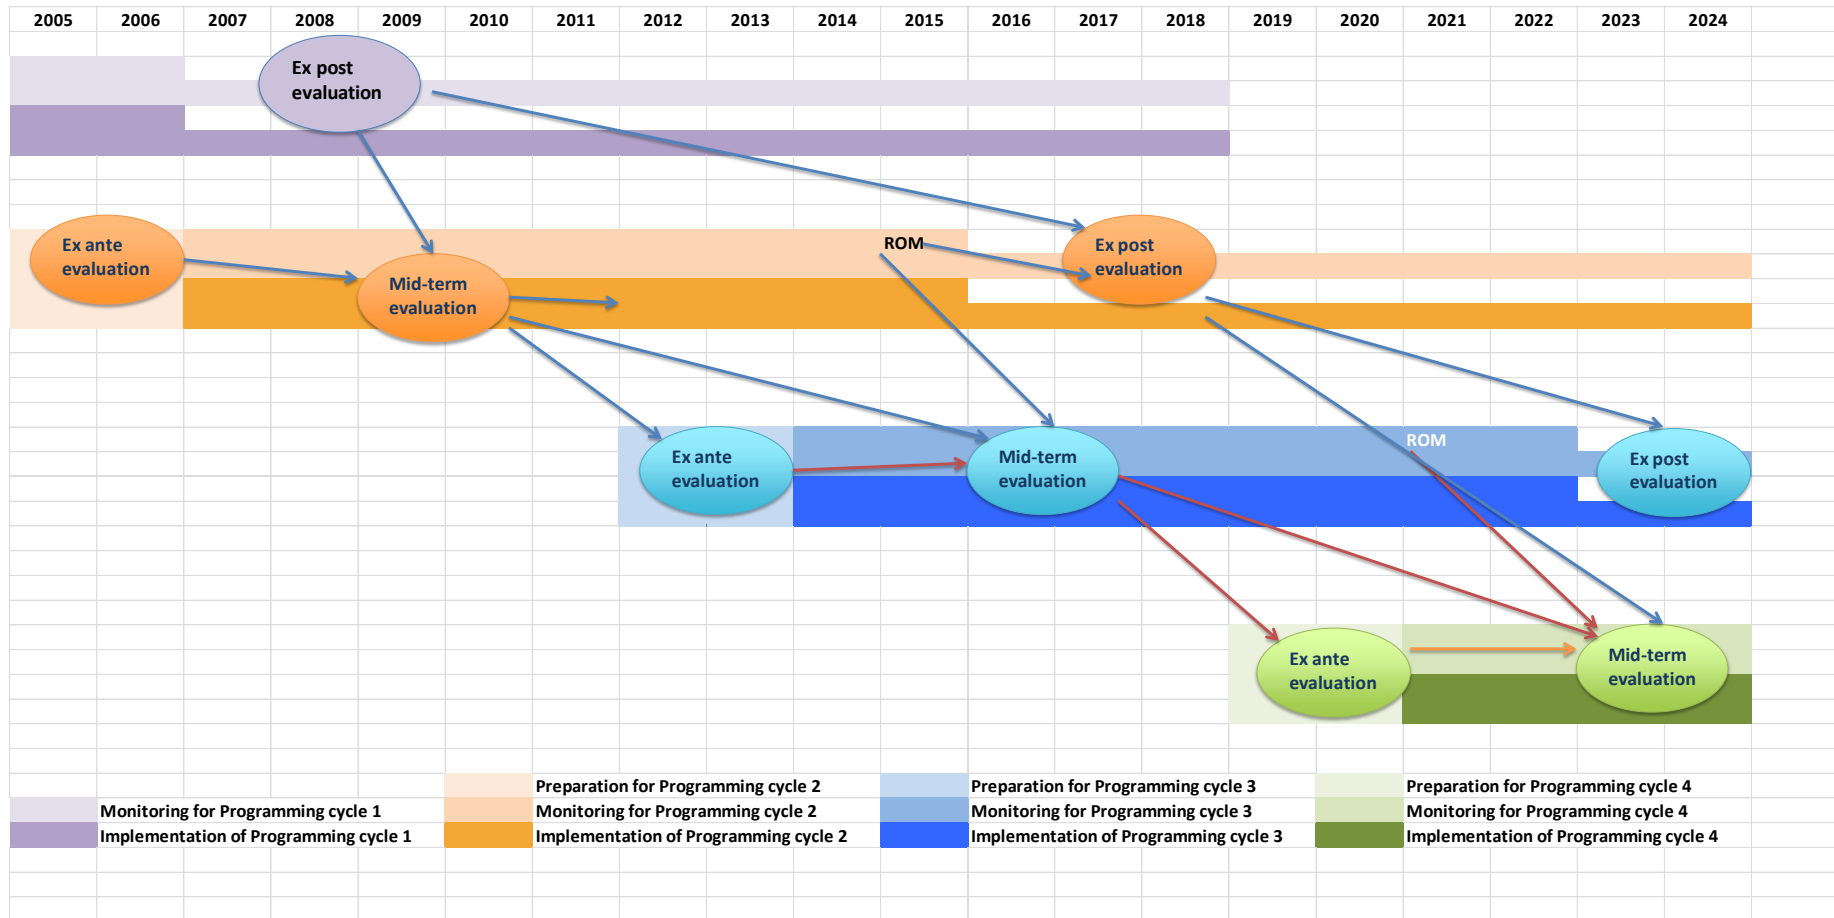 2005 2006 2007 2008 2009 2010 2011 2012 2013 2014 2015 2016 2017 2018 2019 2020 2021 2022 2023 2024
Ex post
evaluation
Ex ante
evaluation
Mid-term
evaluation
ROM
Ex post
evaluation
Ex ante
evaluation
Mid-term
evaluation
ROM
Ex post
evaluation
Ex ante
evaluation
Mid-term
evaluation
Preparation for Programming cycle 2 Preparation for Programming cycle 3 Preparation for Programming cycle 4
Monitoring for Programming cycle 1 Monitoring for Programming cycle 2 Monitoring for Programming cycle 3 Monitoring for Programming cycle 4
Implementation of Programming cycle 1 Implementation of Programming cycle 2 Implementation of Programming cycle 3 Implementation of Programming cycle 4